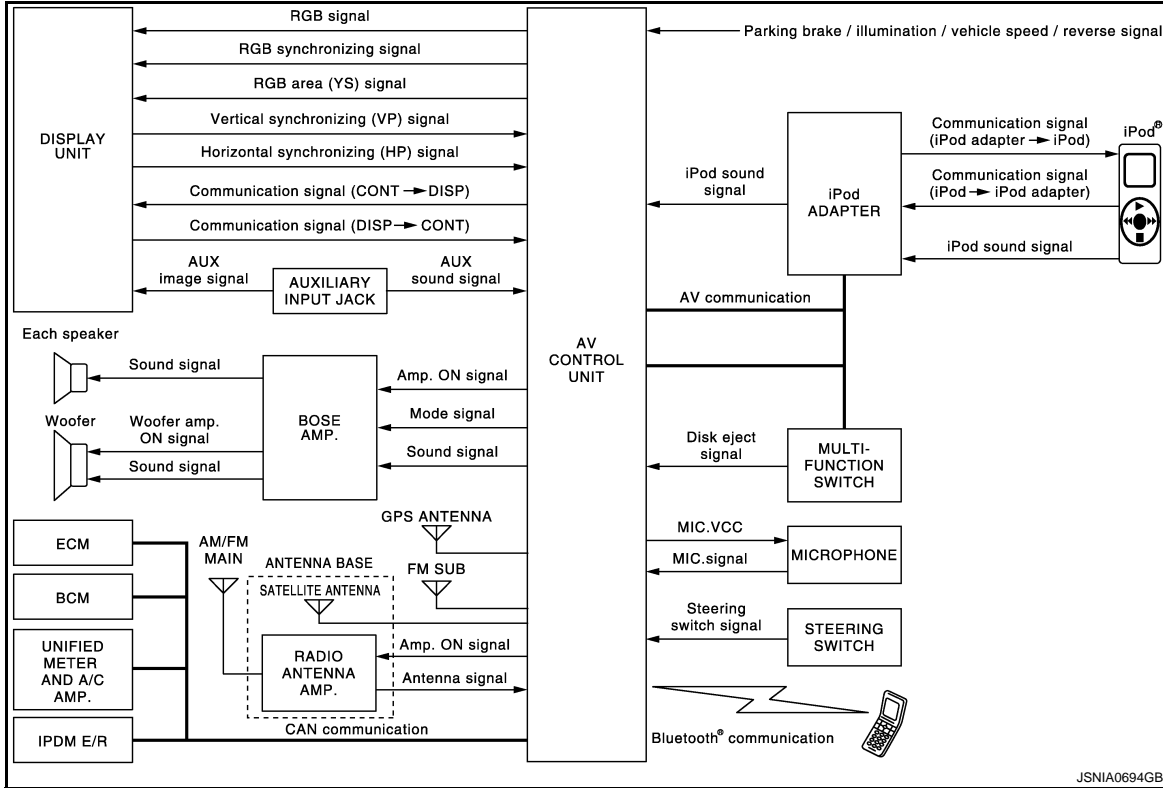 RGB signal
RGB synchronizing signal
RGB area (YS) signal
Vertical synchronizing (VP) signal
Horizontal synchronizing (HP) signal
Communication signal (CONT → DISP)
Communication signal (DISP → CONT)
DISPLAY
UNIT
AUX
image signal
AUXILIARY
INPUT JACK
AUX
sound signal
Each speaker
Sound signal
Woofer
Woofer amp.
ON signal
Sound signal
BOSE
AMP.
Amp. ON signal
Mode signal
Sound signal
ECM
BCM
UNIFIED
METER
AND A/C
AMP.
IPDM E/R
AM/FM
MAIN
ANTENNA BASE
SATELLITE ANTENNA
RADIO
ANTENNA
AMP.
GPS ANTENNA
FM SUB
Amp. ON signal
Antenna signal
CAN communication
AV
CONTROL
UNIT
Parking brake / illumination / vehicle speed / reverse signal
iPod sound
signal
iPod
ADAPTER
Communication signal
(iPod adapter → iPod)
Communication signal
(iPod → iPod adapter)
iPod sound signal
iPod®
AV communication
Disk eject
signal
MULTI-
FUNCTION
SWITCH
MIC.VCC
MIC.signal
MICROPHONE
Steering
switch signal
STEERING
SWITCH
Bluetooth® communication
JSNIA0694GB